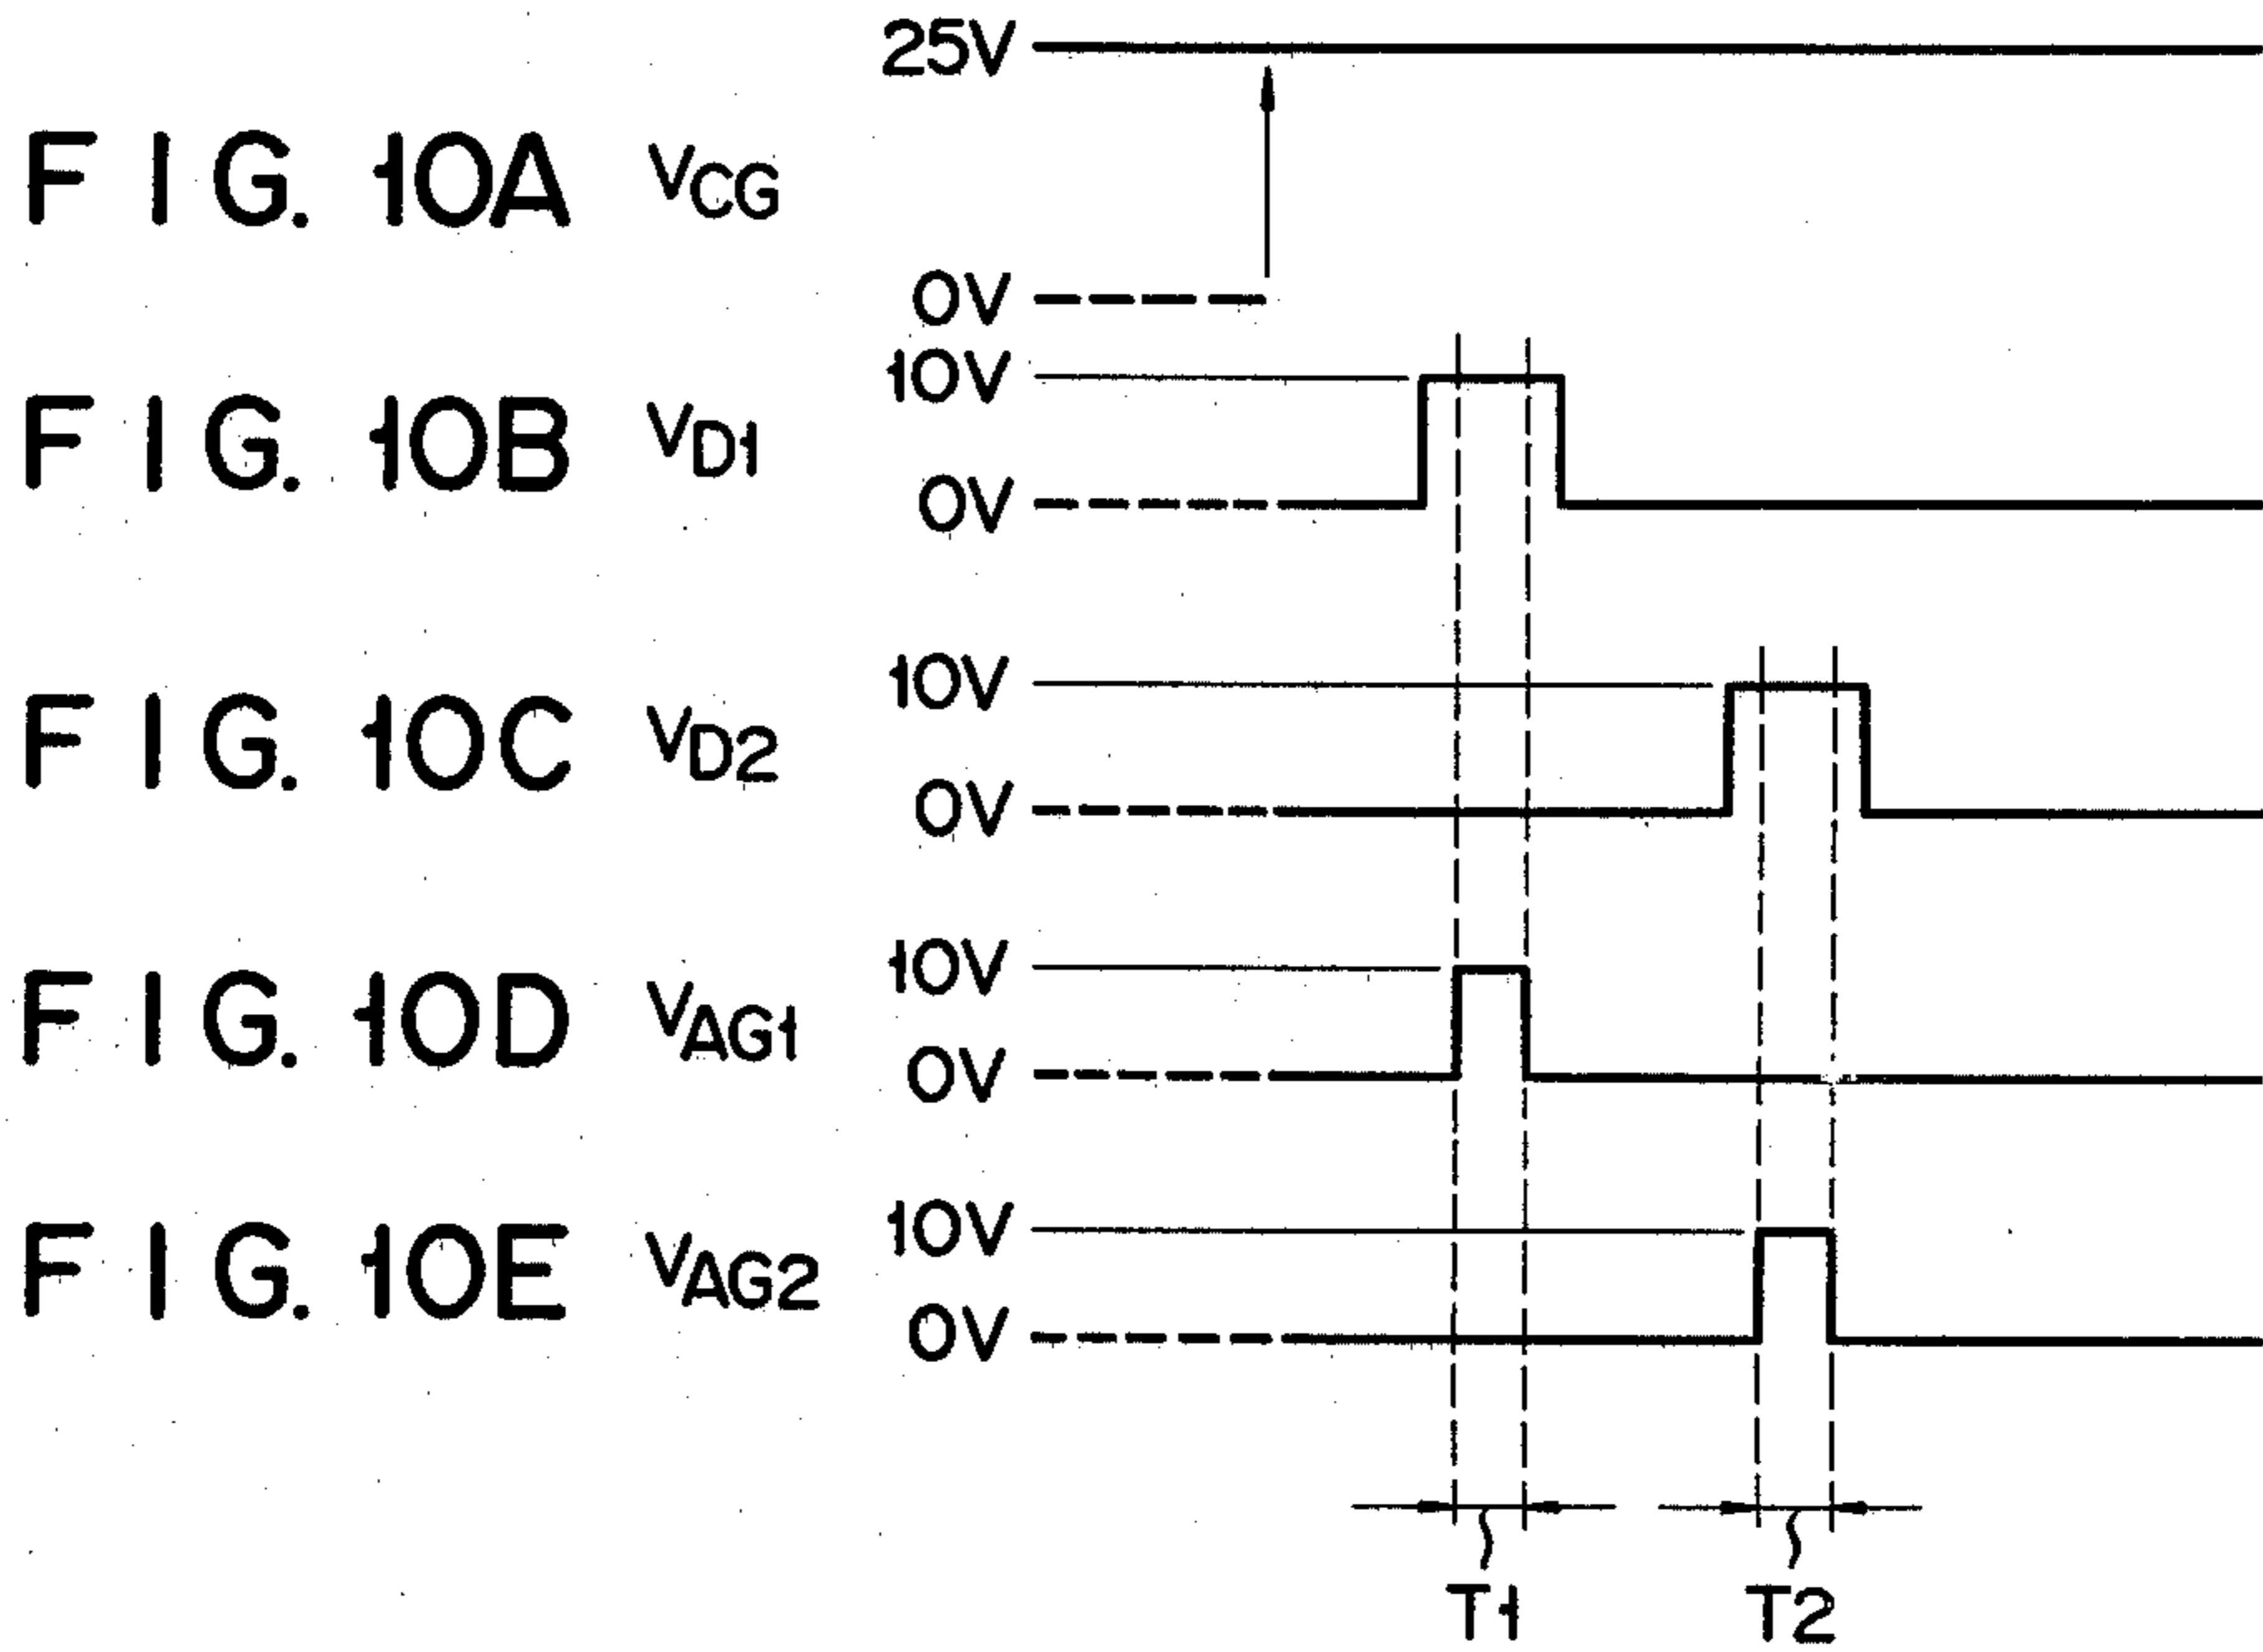 25V
FIG. 10A VCG
0V
10V
FIG. 10B VD1
0V
10V
FIG. 10C VD2
0V
10V
FIG. 10D VAG1
0V
10V
FIG. 10E VAG2
0V
T1 T2